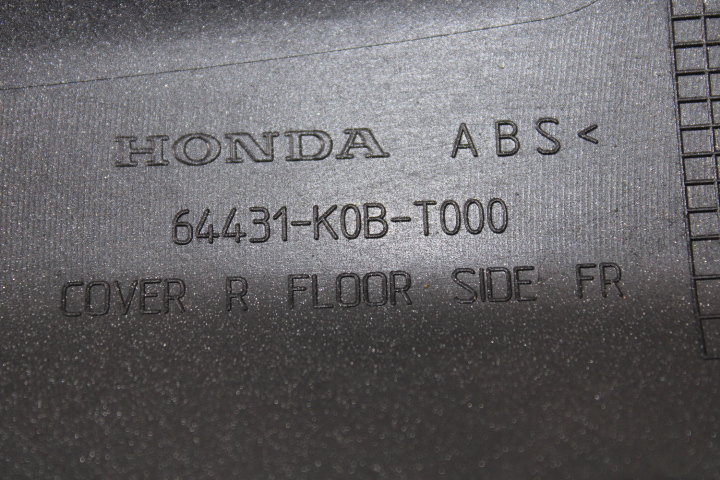 HONDA ABS<
64431-K0B-T000
COVER R FLOOR SIDE FR